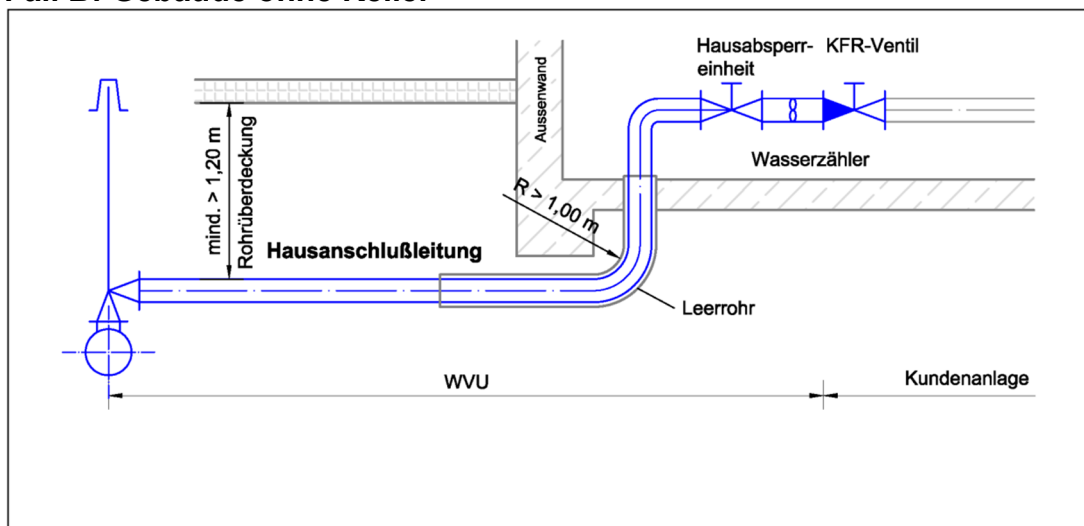 Hausabsperr-
einheit
KFR-Ventil
Aussenwand
mind. > 1,20 m
Rohrüberdeckung
Wasserzähler
R > 1,00 m
Hausanschlußleitung
Leerrohr
WVU
Kundenanlage